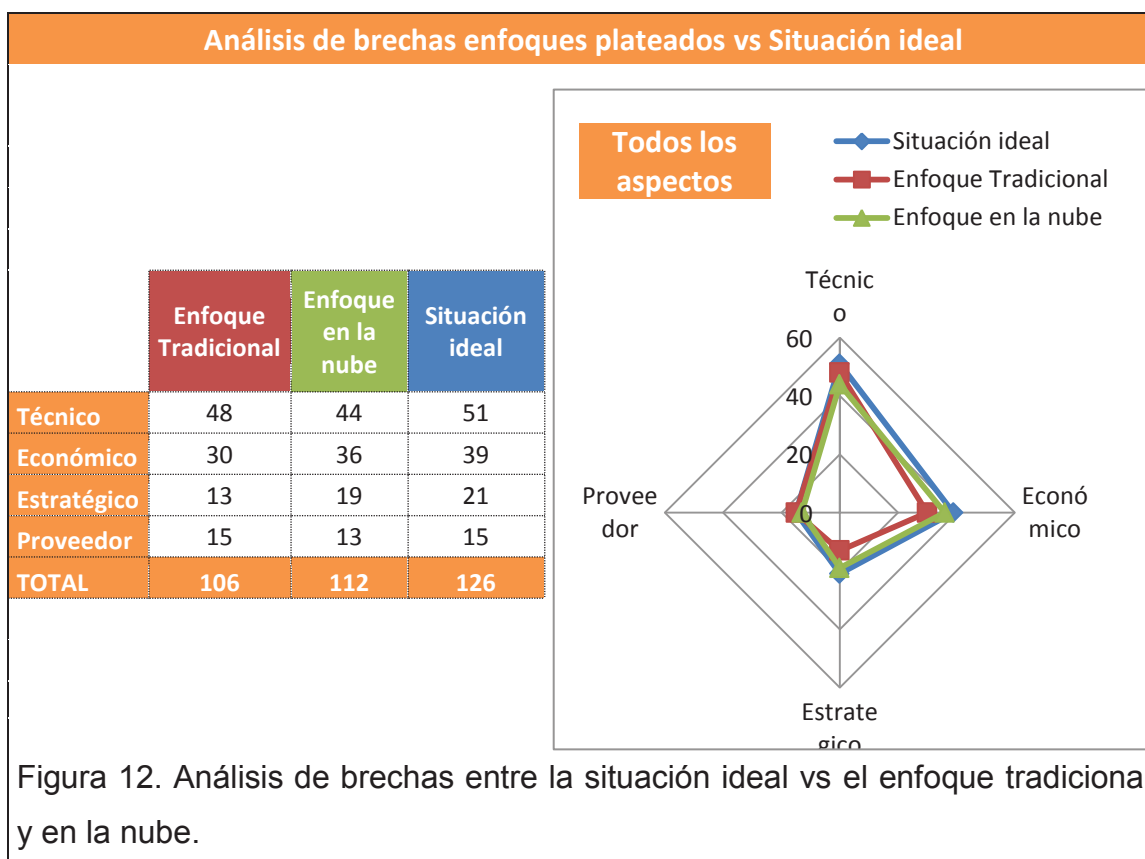 Análisis de brechas enfoques plateados vs Situación ideal
Enfoque
Tradicional
Enfoque
en la
nube
Situación
ideal
Técnico 48 44 51
Económico 30 36 39
Estratégico 13 19 21
Proveedor 15 13 15
TOTAL 106 112 126
Todos los
aspectos
Situación ideal
Enfoque Tradicional
Enfoque en la nube
Técnic
o
60
40
20
0
Provee
dor
Econó
mico
Estrate
gico
Figura 12. Análisis de brechas entre la situación ideal vs el enfoque tradiciona
y en la nube.